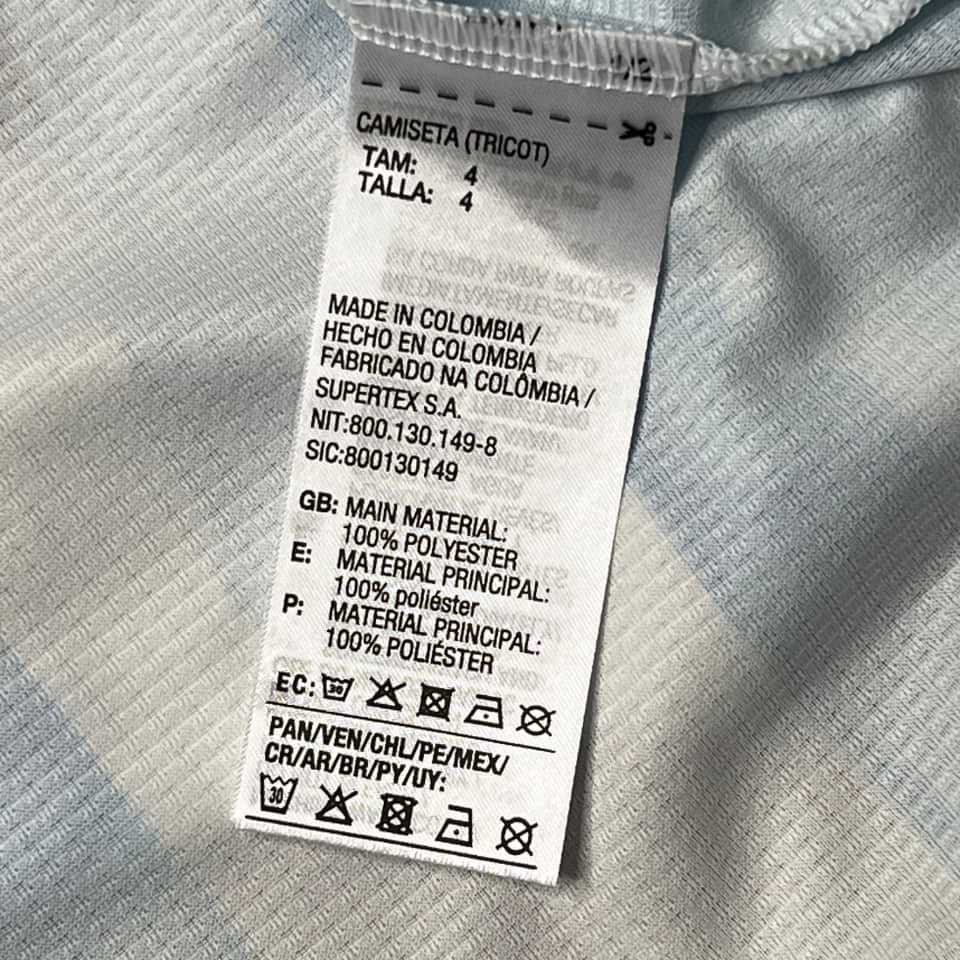 CAMISETA (TRICOT)
TAM: 4
TALLA: 4
MADE IN COLOMBIA /
HECHO EN COLOMBIA
FABRICADO NA COLÔMBIA /
SUPERTEX S.A.
NIT:800.130.149-8
SIC:800130149
GB: MAIN MATERIAL:
100% POLYESTER
E: MATERIAL PRINCIPAL:
100% poliéster
P: MATERIAL PRINCIPAL:
100% POLIÉSTER
EC: 30
PAN/VEN/CHL/PE/MEX/
CR/AR/BR/PY/UY:
30